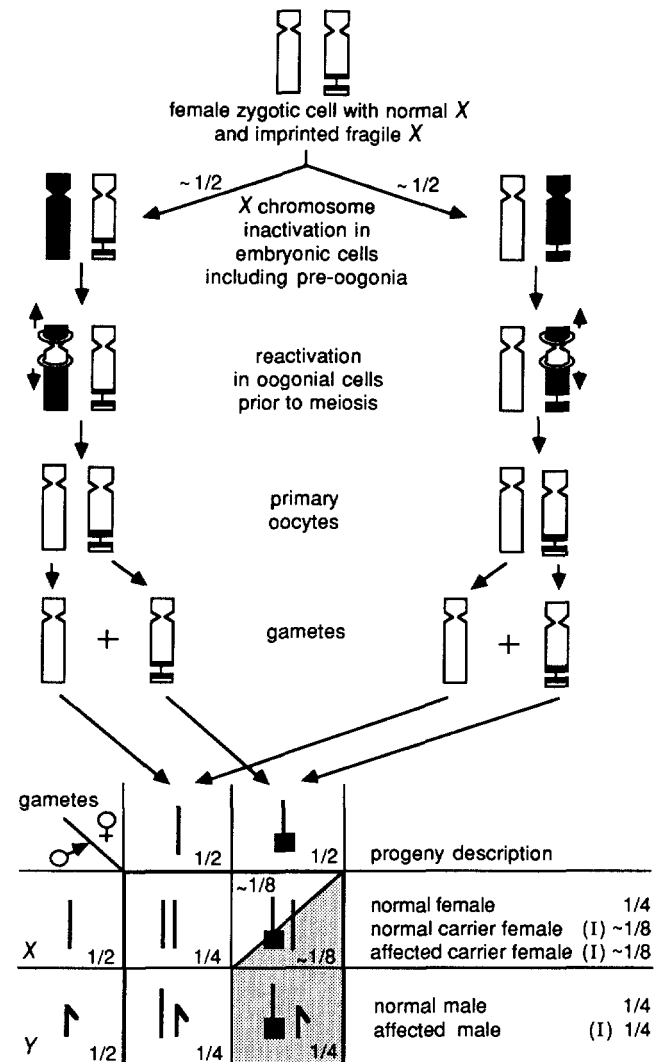 female zygotic cell with normal X
and imprinted fragile X
~ 1/2
~ 1/2
X chromosome
inactivation in
embryonic cells
including pre-oogonia
reactivation
in oogonial cells
prior to meiosis
primary
oocytes
+
gametes
+
gametes
♀
♂
1/2
1/2
progeny description
X
1/2
1/4
~1/8
~1/8
normal female 1/4
normal carrier female (I) ~1/8
affected carrier female (I) ~1/8
Y
1/2
1/4
1/4
normal male 1/4
affected male (I) 1/4